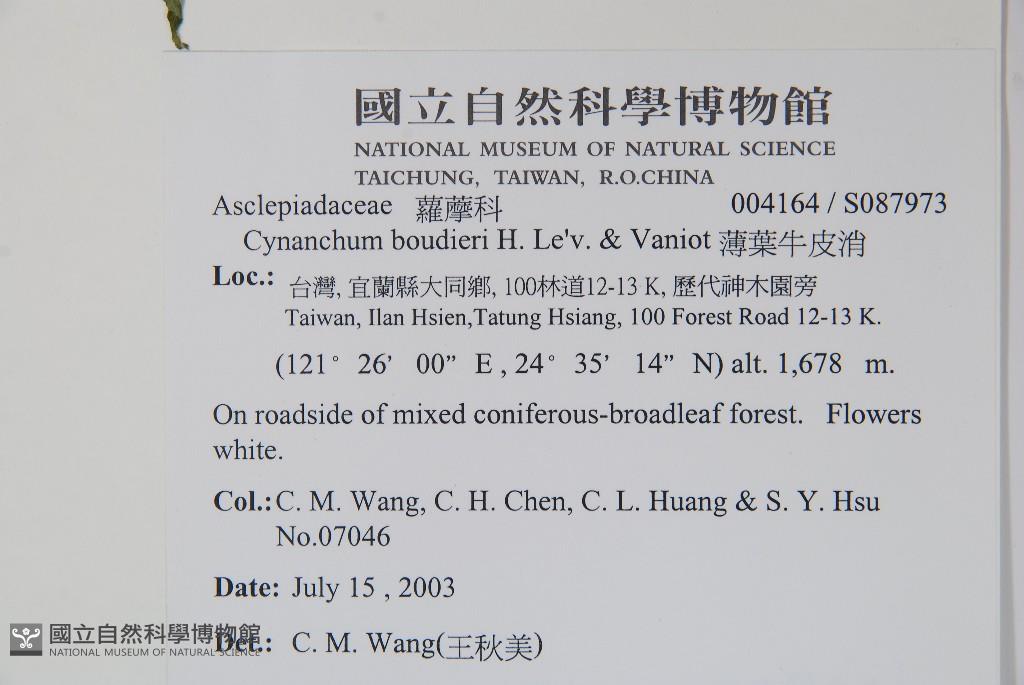 國立自然科學博物館
NATIONAL MUSEUM OF NATURAL SCIENCE
TAICHUNG, TAIWAN, R.O.CHINA
Asclepiadaceae 蘿藦科 004164 / S087973
Cynanchum boudieri H. Le'v. & Vaniot 薄葉牛皮消
Loc.: 台灣, 宜蘭縣大同鄉, 100林道12-13 K, 歷代神木園旁
Taiwan, Ilan Hsien,Tatung Hsiang, 100 Forest Road 12-13 K.
(121° 26’ 00” E , 24° 35’ 14” N) alt. 1,678 m.
On roadside of mixed coniferous-broadleaf forest. Flowers
white.
Col.: C. M. Wang, C. H. Chen, C. L. Huang & S. Y. Hsu
No.07046
Date: July 15 , 2003
Det.: C. M. Wang(王秋美)
國立自然科學博物館
NATIONAL MUSEUM OF NATURAL SCIENCE